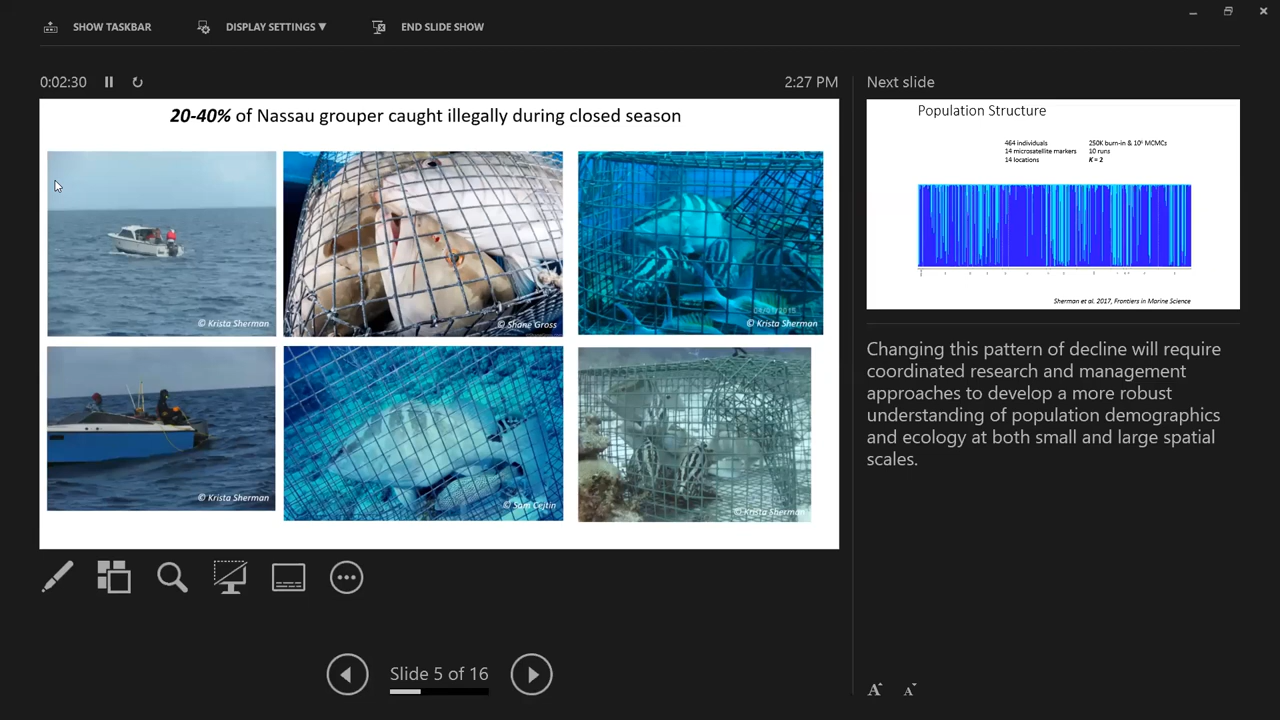 SHOW TASKBAR
DISPLAY SETTINGS ▼
END SLIDE SHOW
0:02:30
2:27 PM
20-40% of Nassau grouper caught illegally during closed season
© Krista Sherman
© Shane Gross
04/05/2015
© Krista Sherman
© Krista Sherman
© Sam Cejtin
© Krista Sherman
Slide 5 of 16
Next slide
Population Structure
464 individuals
14 microsatellite markers
14 locations
250K burn-in & 10⁶ MCMCs
10 runs
K = 2
Sherman et al. 2017, Frontiers in Marine Science
Changing this pattern of decline will require
coordinated research and management
approaches to develop a more robust
understanding of population demographics
and ecology at both small and large spatial
scales.
A A